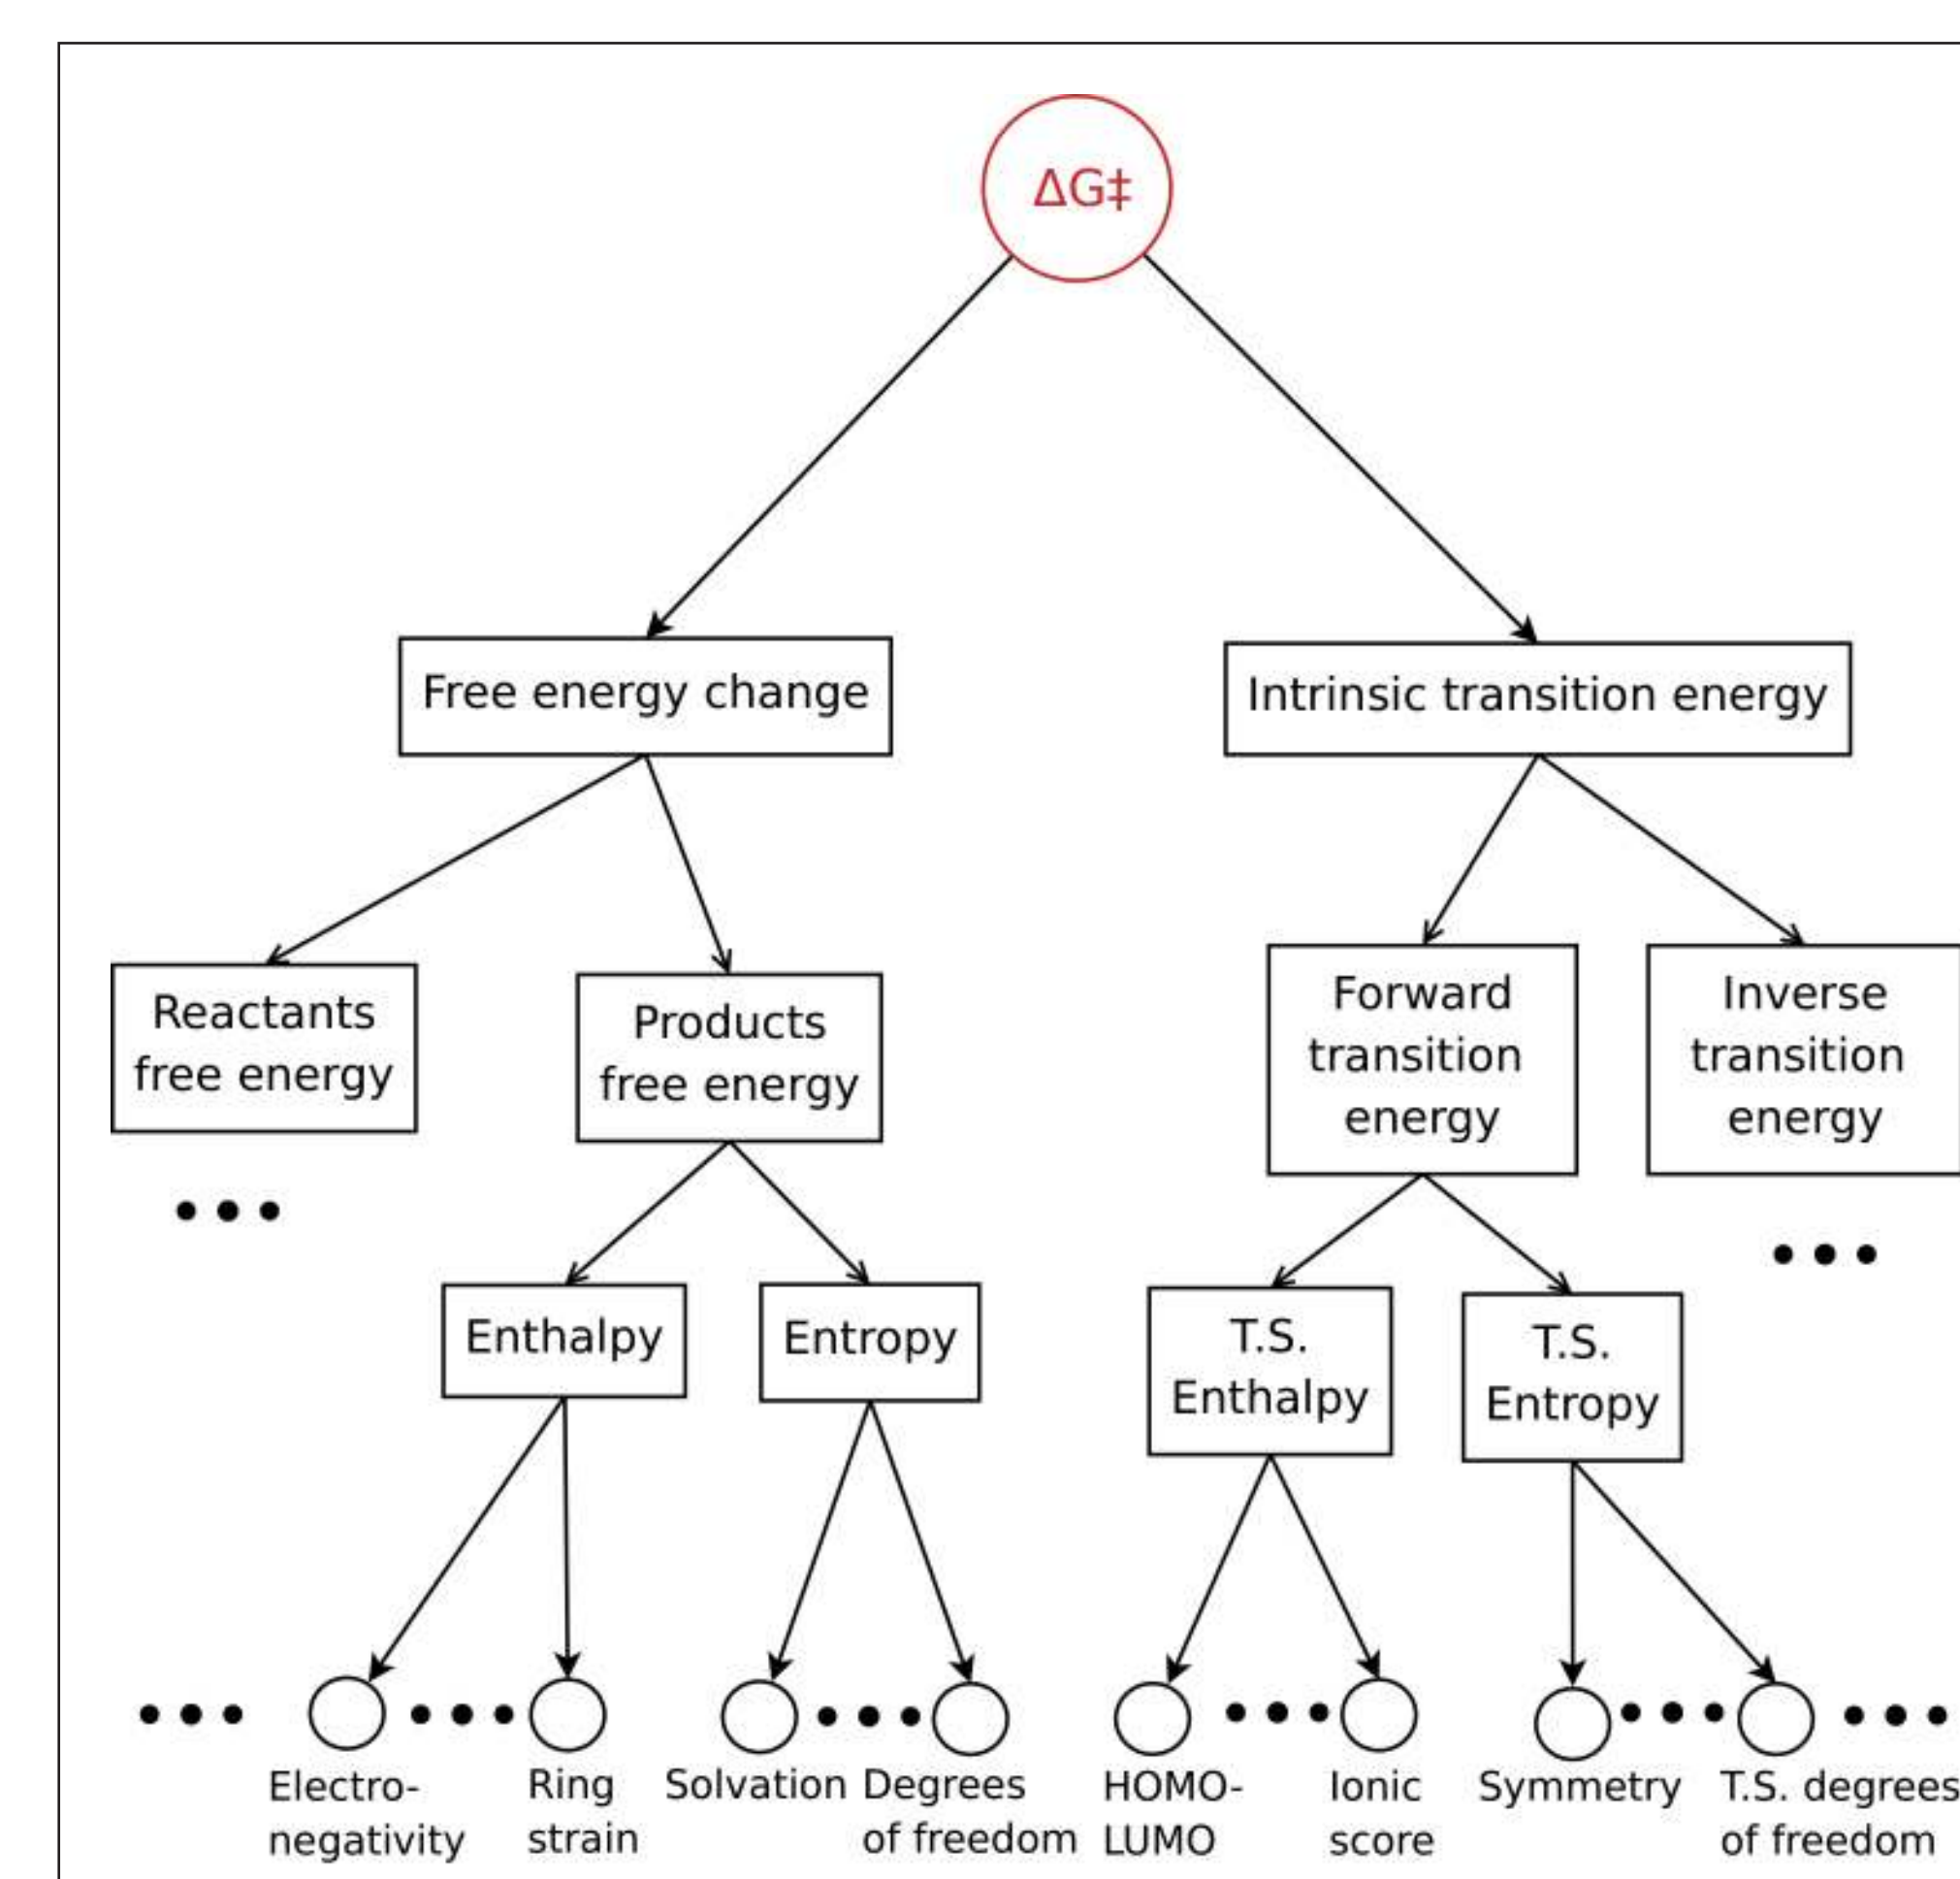 ΔG‡
Free energy change
Intrinsic transition energy
Reactants
free energy
Products
free energy
Forward
transition
energy
Inverse
transition
energy
Enthalpy
Entropy
T.S.
Enthalpy
T.S.
Entropy
Electro-
negativity
Ring
strain
Solvation
Degrees
of freedom
HOMO-
LUMO
Ionic
score
Symmetry
T.S. degrees
of freedom